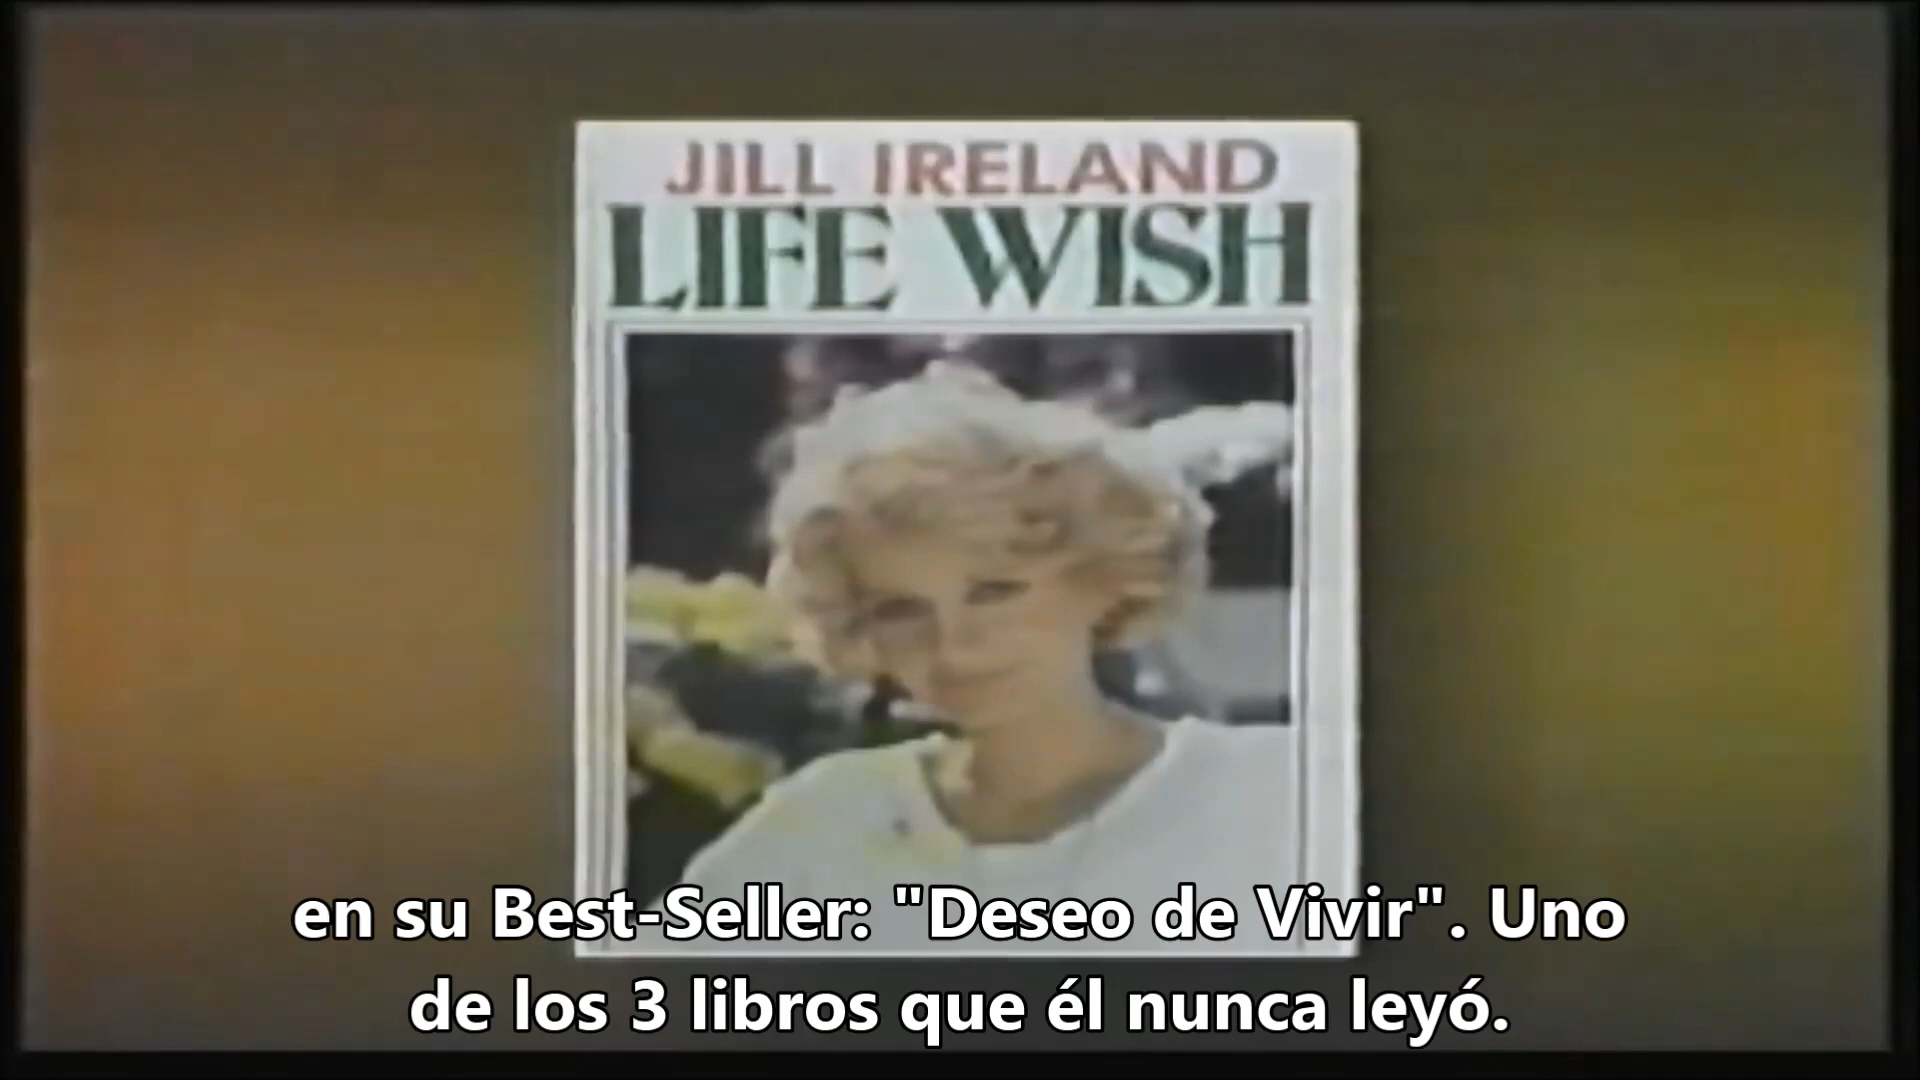 JILL IRELAND
LIFE WISH
en su Best-Seller: "Deseo de Vivir". Uno
de los 3 libros que él nunca leyó.